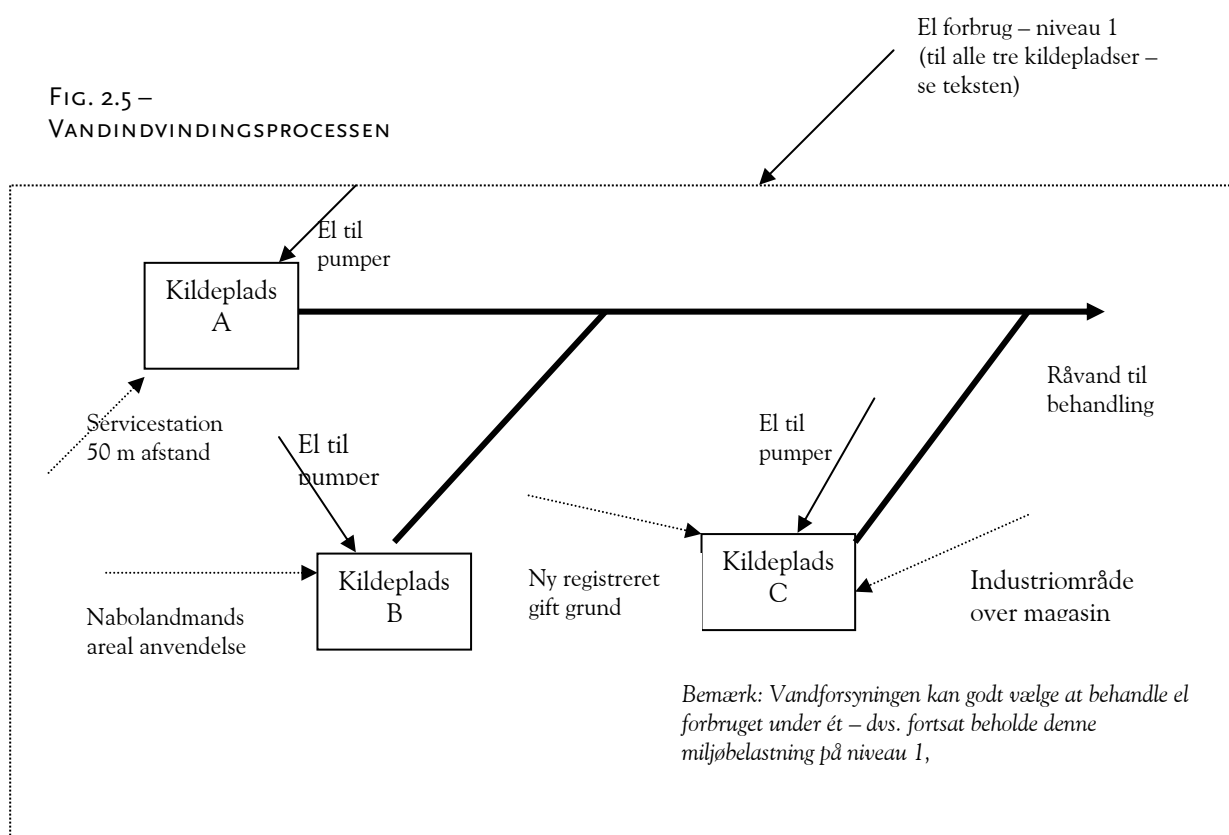 El forbrug – niveau 1
(til alle tre kildepladser –
se teksten)
Fig. 2.5 –
Vandindvindingsprocessen
El til
pumper
Kildeplads
A
Råvand til
behandling
Servicestation
50 m afstand
El til
pumper
El til
pumper
Kildeplads
B
Kildeplads
C
Ny registreret
gift grund
Industriområde
over magasin
Nabolandmands
areal anvendelse
Bemærk: Vandforsyningen kan godt vælge at behandle el
forbruget under ét – dvs. fortsat beholde denne
miljøbelastning på niveau 1,